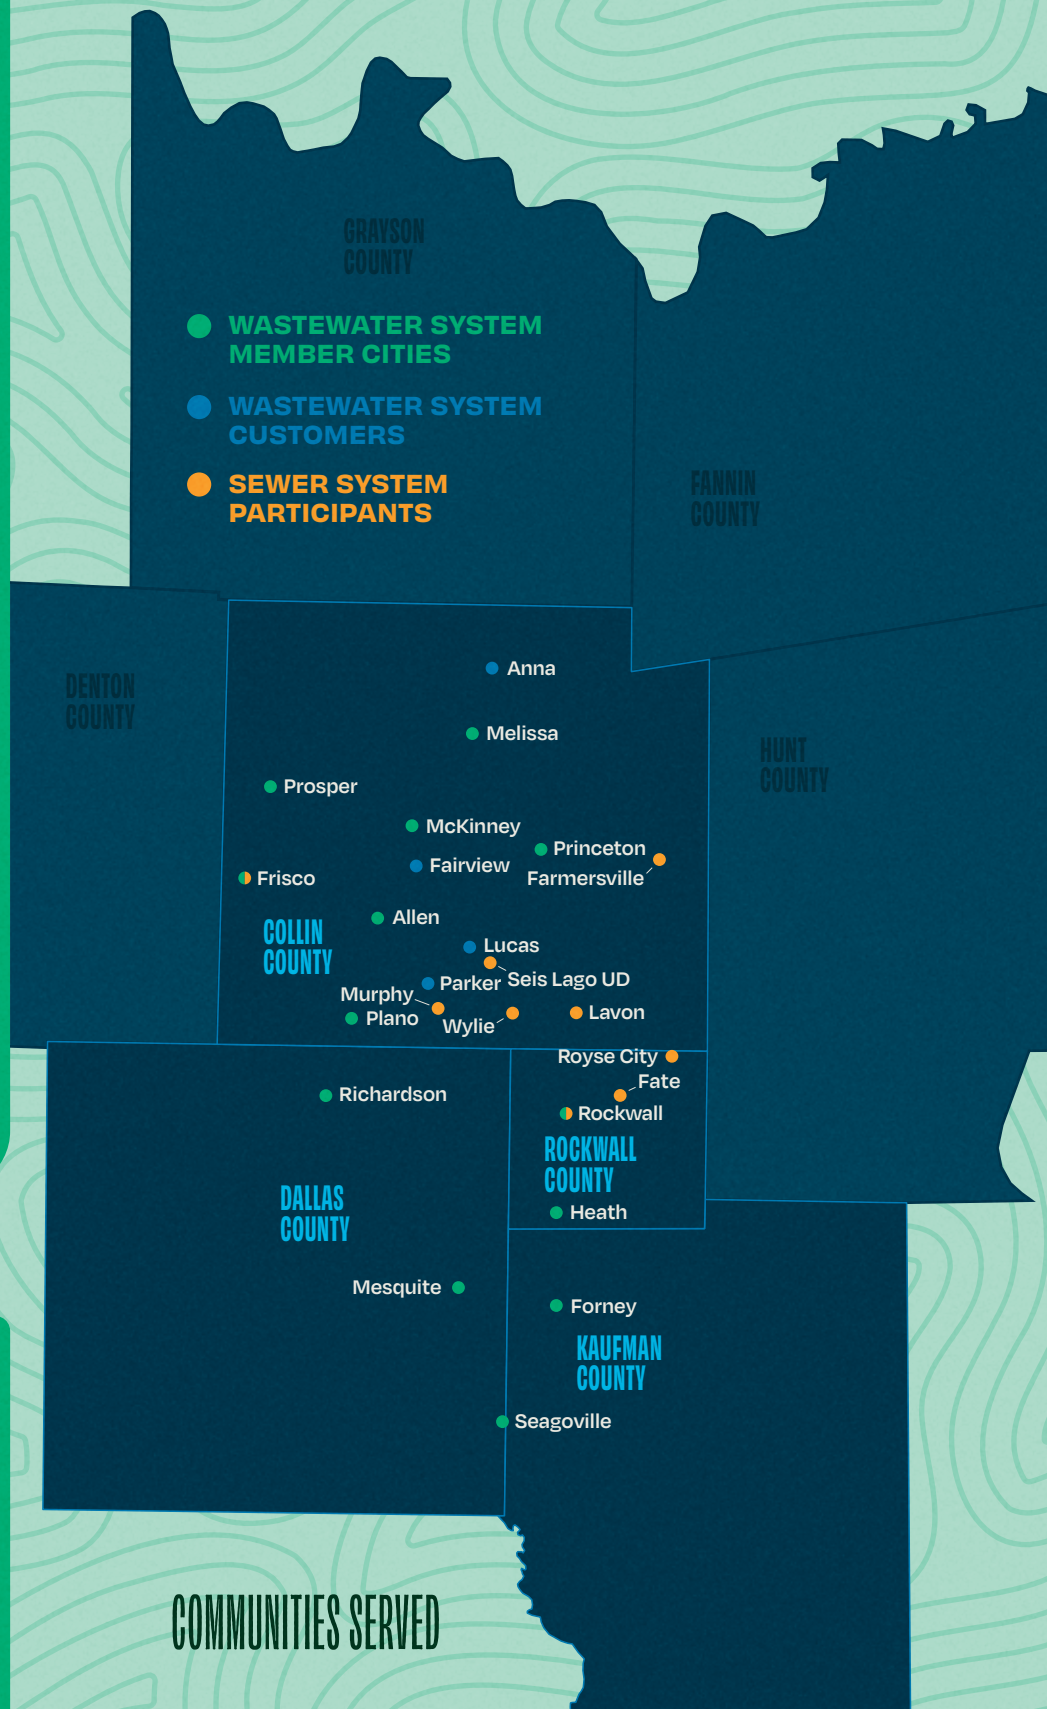 GRAYSON
COUNTY
WASTEWATER SYSTEM
MEMBER CITIES
WASTEWATER SYSTEM
CUSTOMERS
SEWER SYSTEM
PARTICIPANTS
FANNIN
COUNTY
DENTON
COUNTY
HUNT
COUNTY
Anna
Melissa
Prosper
McKinney
Princeton
Fairview
Farmersville
Frisco
Allen
COLLIN
COUNTY
Lucas
Seis Lago UD
Parker
Murphy
Plano
Wylie
Lavon
Royse City
Fate
Richardson
Rockwall
ROCKWALL
COUNTY
DALLAS
COUNTY
Heath
Mesquite
Forney
KAUFMAN
COUNTY
Seagoville
COMMUNITIES SERVED